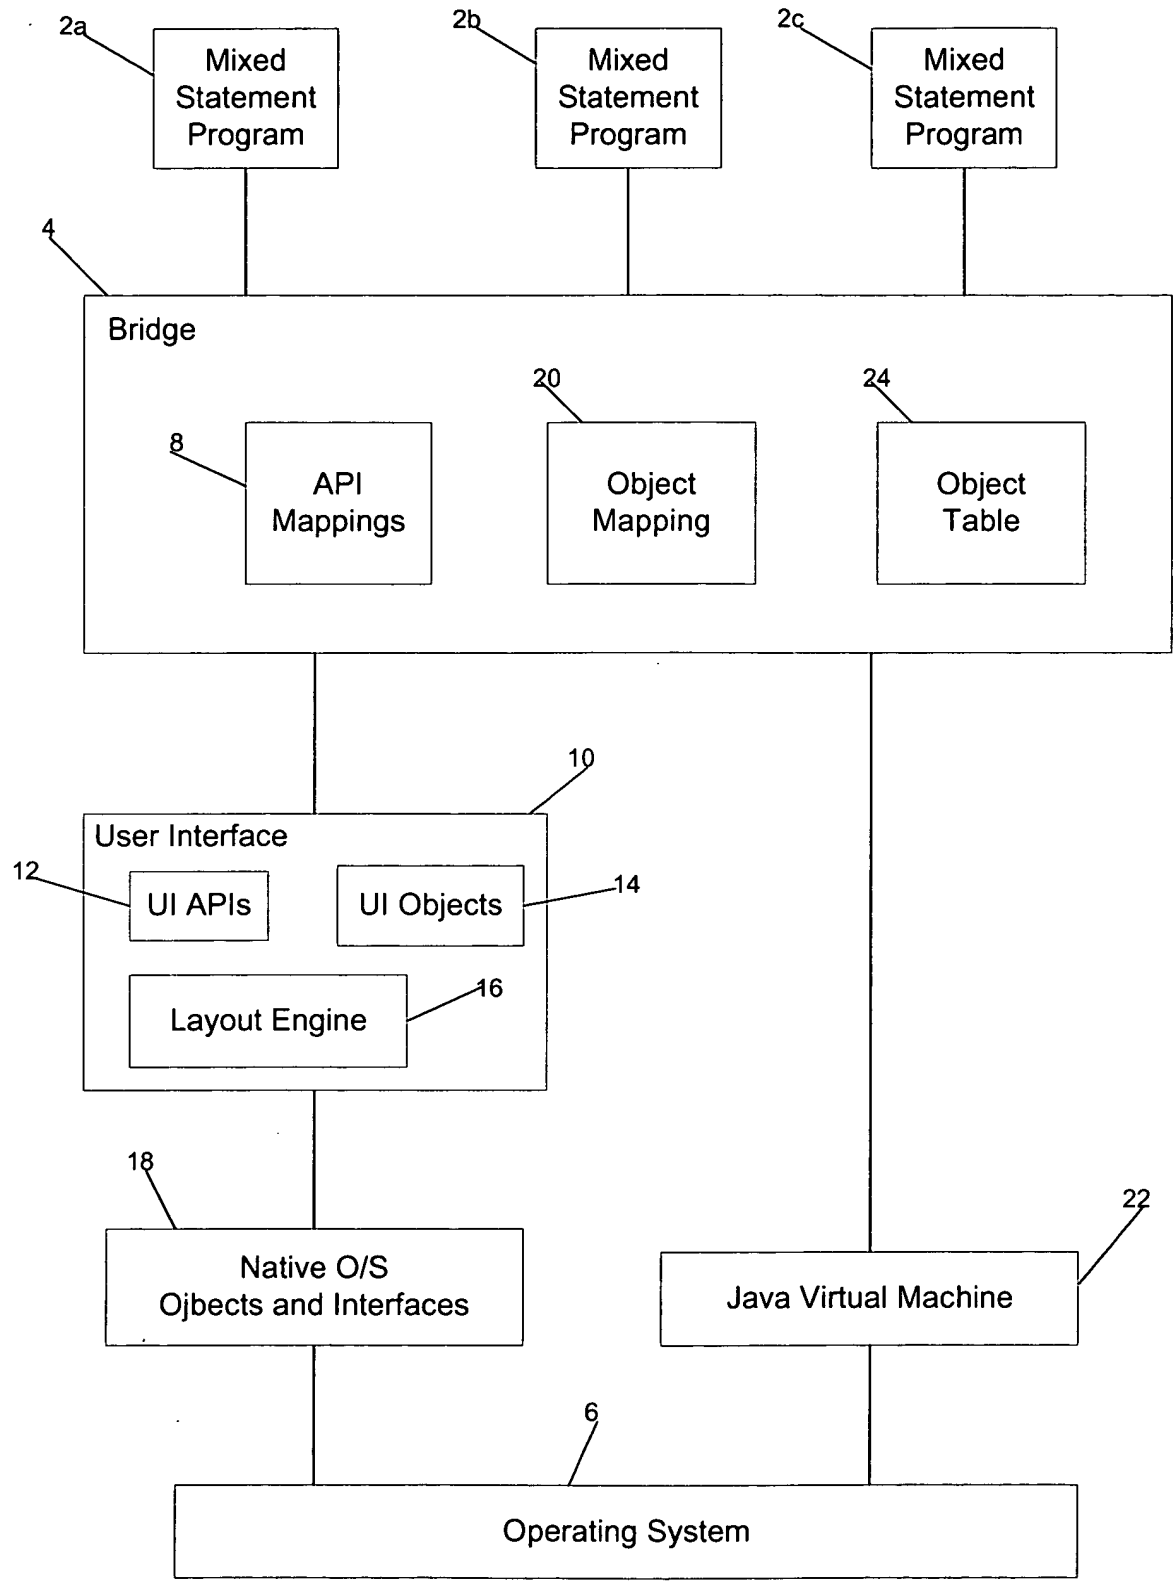 2a
2b
2c
Mixed
Statement
Program
Mixed
Statement
Program
Mixed
Statement
Program
4
Bridge
8
20
24
API
Mappings
Object
Mapping
Object
Table
10
User Interface
12
UI APIs
UI Objects
14
16
Layout Engine
18
22
Native O/S
Ojbects and Interfaces
Java Virtual Machine
6
Operating System